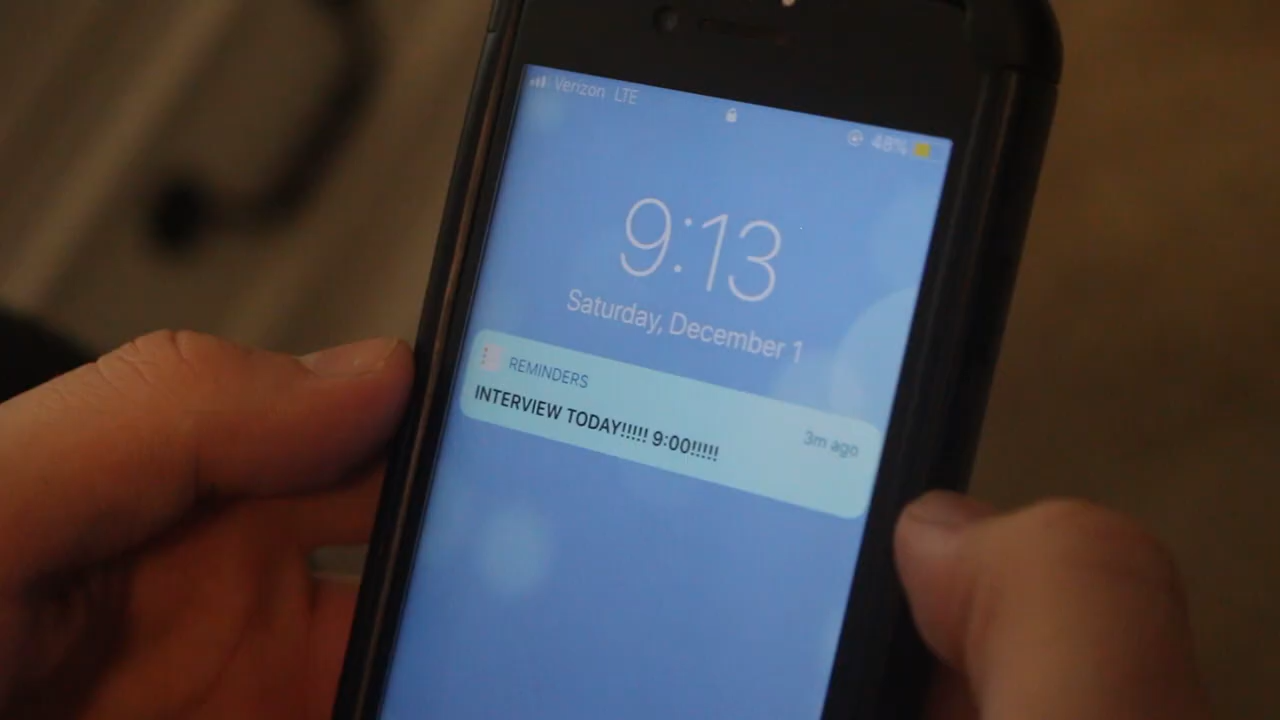 Verizon LTE
48%
9:13
Saturday, December 1
REMINDERS
3m ago
INTERVIEW TODAY!!!!! 9:00!!!!!